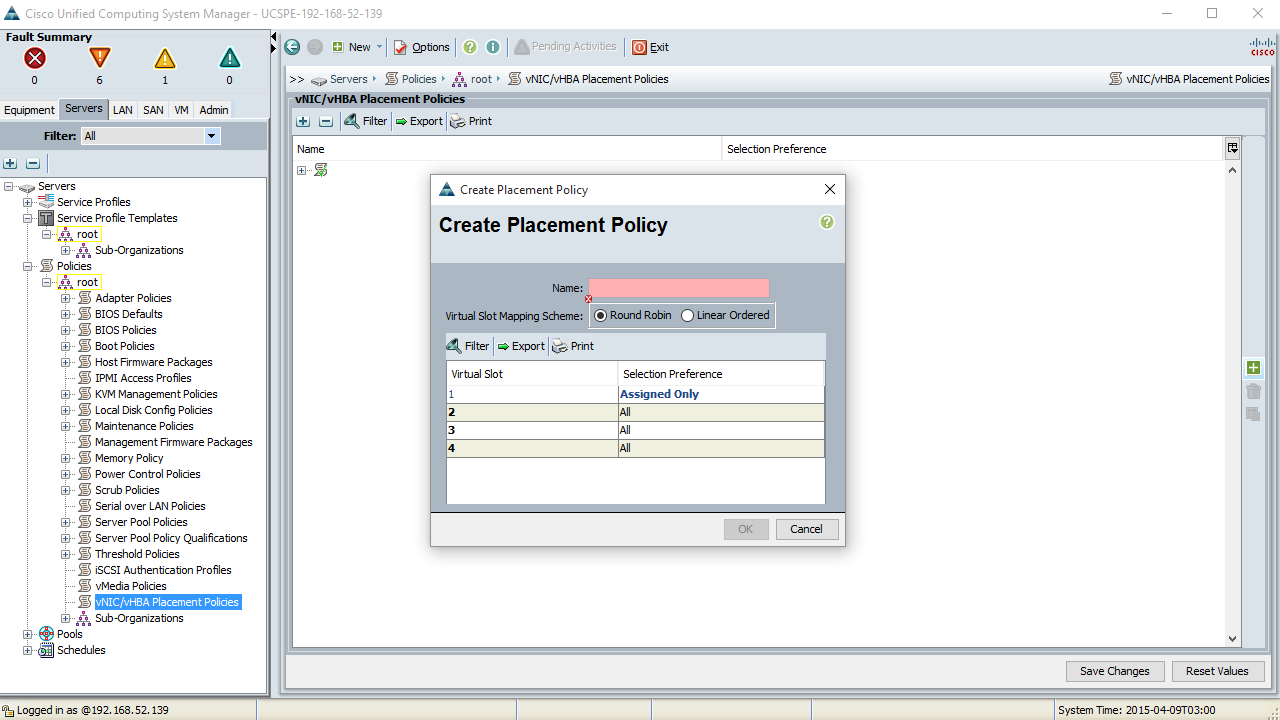 Cisco Unified Computing System Manager - UCSPE-192-168-52-139
Fault Summary
0 6 1 0
Equipment Servers LAN SAN VM Admin
Filter: All
Servers
Service Profiles
Service Profile Templates
root
Sub-Organizations
Policies
root
Adapter Policies
BIOS Defaults
BIOS Policies
Boot Policies
Host Firmware Packages
IPMI Access Profiles
KVM Management Policies
Local Disk Config Policies
Maintenance Policies
Management Firmware Packages
Memory Policy
Power Control Policies
Scrub Policies
Serial over LAN Policies
Server Pool Policies
Server Pool Policy Qualifications
Threshold Policies
iSCSI Authentication Profiles
vMedia Policies
vNIC/vHBA Placement Policies
Sub-Organizations
Pools
Schedules
New Options Pending Activities Exit
CISCO
>> Servers Policies root vNIC/vHBA Placement Policies vNIC/vHBA Placement Policies
vNIC/vHBA Placement Policies
Filter Export Print
Name Selection Preference
Create Placement Policy
Create Placement Policy
Name:
Virtual Slot Mapping Scheme: Round Robin Linear Ordered
Filter Export Print
Virtual Slot Selection Preference
1 Assigned Only
2 All
3 All
4 All
OK Cancel
Save Changes Reset Values
Logged in as @192.168.52.139 System Time: 2015-04-09T03:00